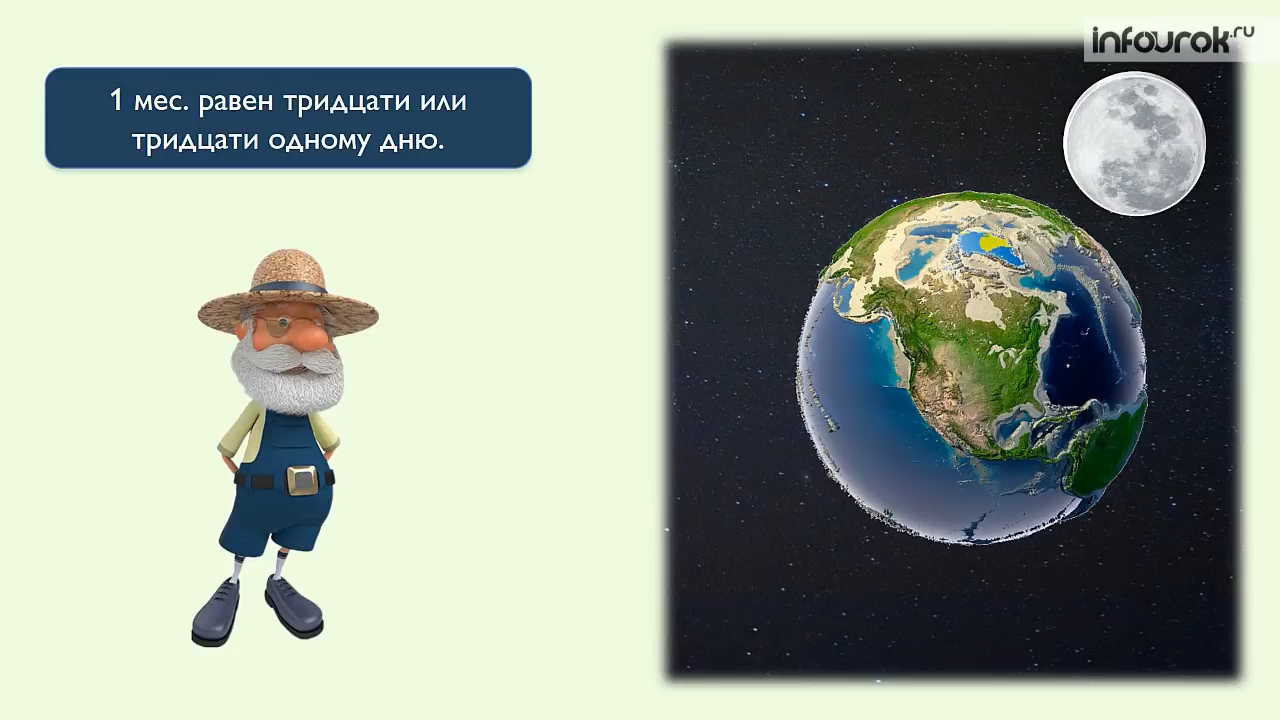 infourok.ru
1 мес. равен тридцати или
тридцати одному дню.